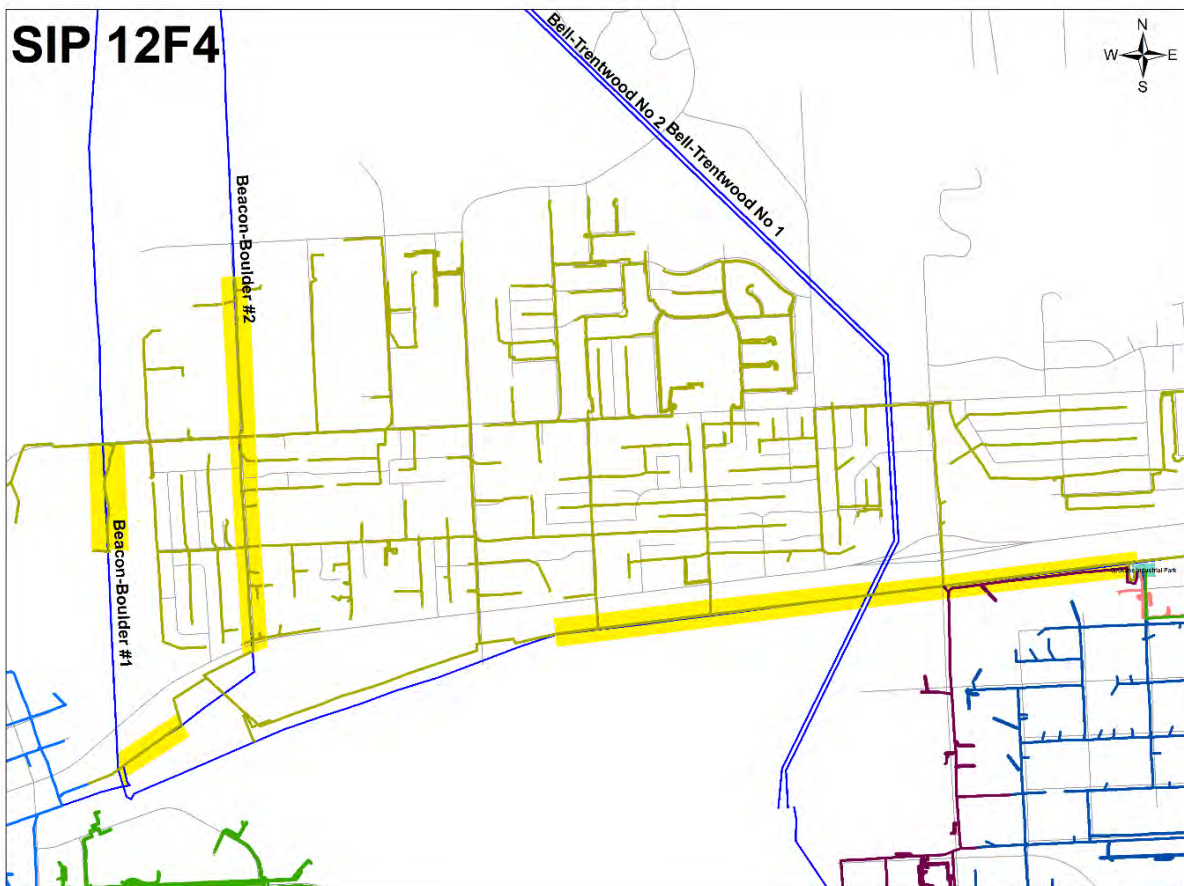 SIP 12F4
N
W E
S
Bell-Trentwood No 2
Bell-Trentwood No 1
Beacon-Boulder #2
Beacon-Boulder #1
Industrial Park